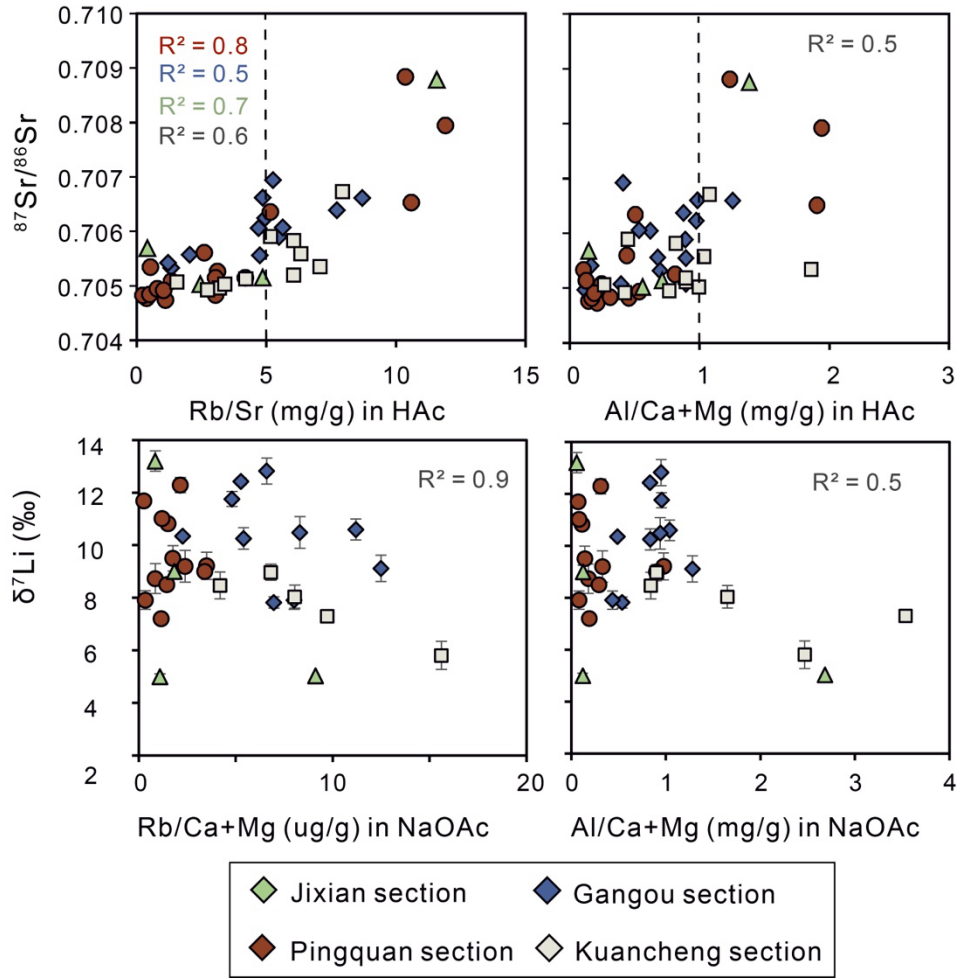 0.710
0.709
0.708
0.707
0.706
0.705
0.704
⁸⁷Sr/⁸⁶Sr
R² = 0.8
R² = 0.5
R² = 0.7
R² = 0.6
0 5 10 15
Rb/Sr (mg/g) in HAc
R² = 0.5
0 1 2 3
Al/Ca+Mg (mg/g) in HAc
14
12
10
8
6
4
2
δ⁷Li (‰)
R² = 0.9
0 10 20
Rb/Ca+Mg (ug/g) in NaOAc
R² = 0.5
0 1 2 3 4
Al/Ca+Mg (mg/g) in NaOAc
Jixian section
Gangou section
Pingquan section
Kuancheng section